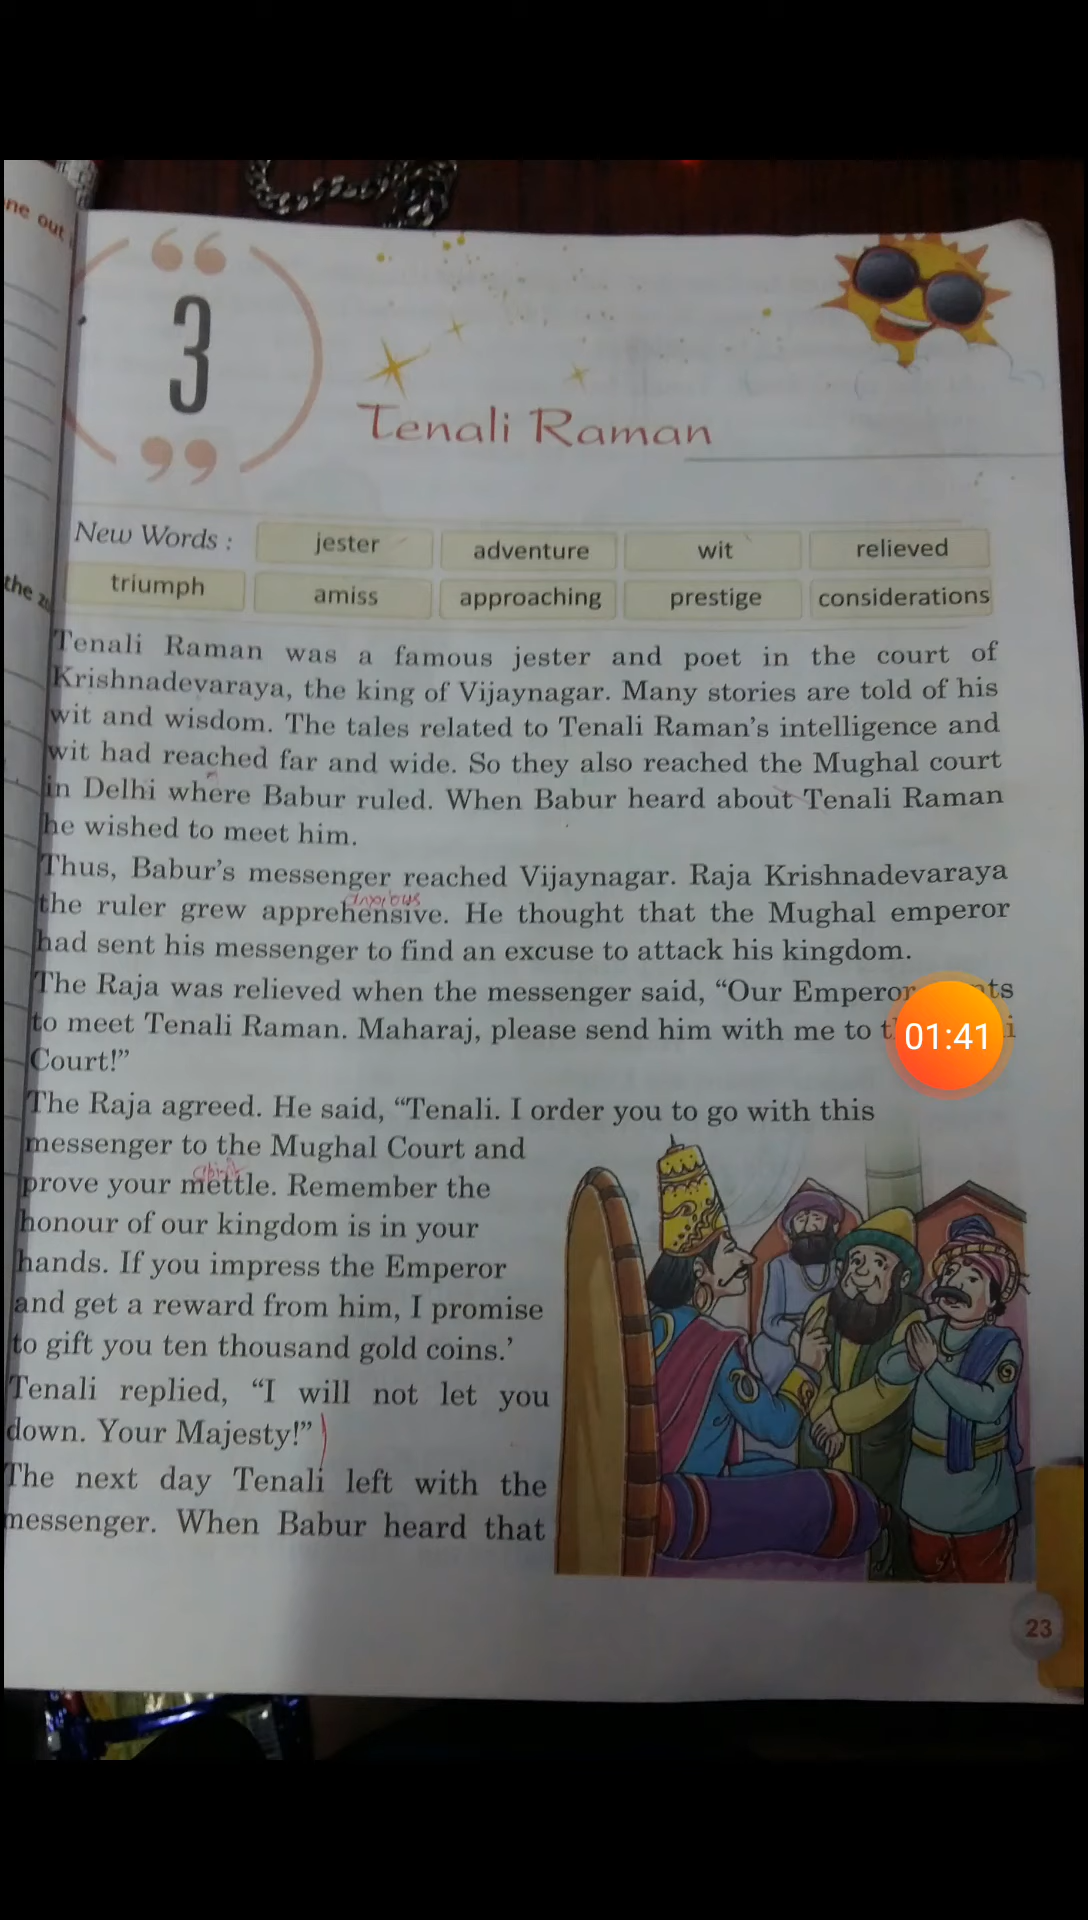 ne out
3
Tenali Raman
New Words :
jester
adventure
wit
relieved
triumph
amiss
approaching
prestige
considerations
the
Tenali Raman was a famous jester and poet in the court of
Krishnadevaraya, the king of Vijaynagar. Many stories are told of his
wit and wisdom. The tales related to Tenali Raman's intelligence and
wit had reached far and wide. So they also reached the Mughal court
in Delhi where Babur ruled. When Babur heard about Tenali Raman
he wished to meet him.
Thus, Babur's messenger reached Vijaynagar. Raja Krishnadevaraya
anxious
the ruler grew apprehensive. He thought that the Mughal emperor
had sent his messenger to find an excuse to attack his kingdom.
The Raja was relieved when the messenger said, "Our Emperor
to meet Tenali Raman. Maharaj, please send him with me to
01:41
Court!"
The Raja agreed. He said, "Tenali. I order you to go with this
messenger to the Mughal Court and
prove your mettle. Remember the
honour of our kingdom is in your
hands. If you impress the Emperor
and get a reward from him, I promise
to gift you ten thousand gold coins.'
Tenali replied, "I will not let you
down. Your Majesty!"
The next day Tenali left with the
messenger. When Babur heard that
23